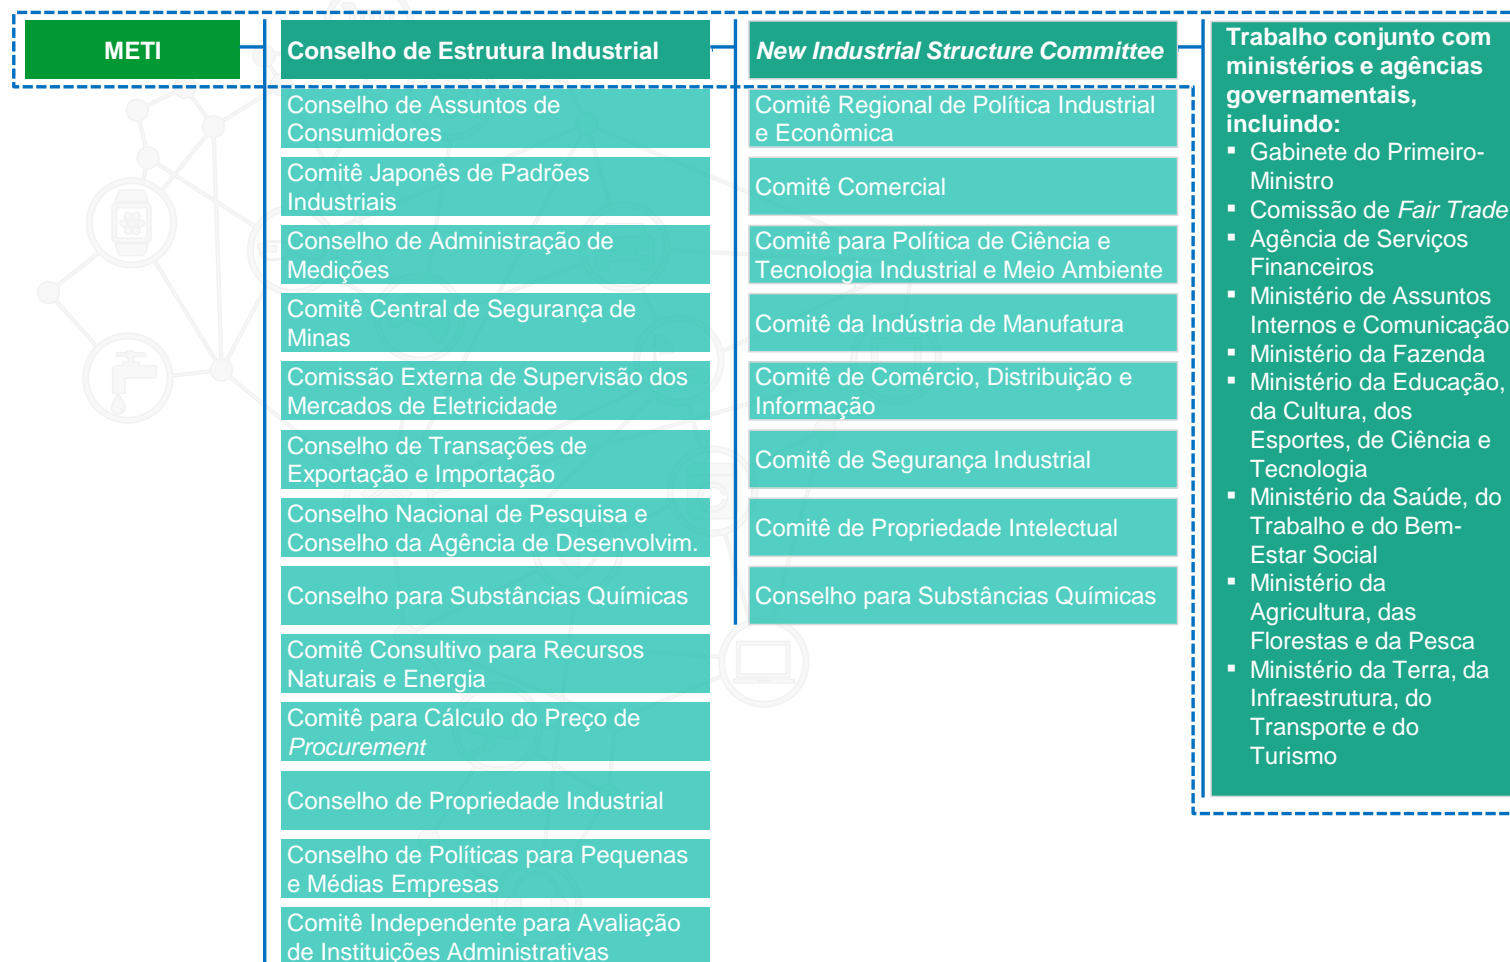 METI
Conselho de Estrutura Industrial
Conselho de Assuntos de
Consumidores
Comitê Japonês de Padrões
Industriais
Conselho de Administração de
Medições
Comitê Central de Segurança de
Minas
Comissão Externa de Supervisão dos
Mercados de Eletricidade
Conselho de Transações de
Exportação e Importação
Conselho Nacional de Pesquisa e
Conselho da Agência de Desenvolvim.
Conselho para Substâncias Químicas
Comitê Consultivo para Recursos
Naturais e Energia
Comitê para Cálculo do Preço de
Procurement
Conselho de Propriedade Industrial
Conselho de Políticas para Pequenas
e Médias Empresas
Comitê Independente para Avaliação
de Instituições Administrativas
New Industrial Structure Committee
Comitê Regional de Política Industrial
e Econômica
Comitê Comercial
Comitê para Política de Ciência e
Tecnologia Industrial e Meio Ambiente
Comitê da Indústria de Manufatura
Comitê de Comércio, Distribuição e
Informação
Comitê de Segurança Industrial
Comitê de Propriedade Intelectual
Conselho para Substâncias Químicas
Trabalho conjunto com
ministérios e agências
governamentais,
incluindo:
▪ Gabinete do Primeiro-
Ministro
▪ Comissão de Fair Trade
▪ Agência de Serviços
Financeiros
▪ Ministério de Assuntos
Internos e Comunicação
▪ Ministério da Fazenda
▪ Ministério da Educação,
da Cultura, dos
Esportes, de Ciência e
Tecnologia
▪ Ministério da Saúde, do
Trabalho e do Bem-
Estar Social
▪ Ministério da
Agricultura, das
Florestas e da Pesca
▪ Ministério da Terra, da
Infraestrutura, do
Transporte e do
Turismo